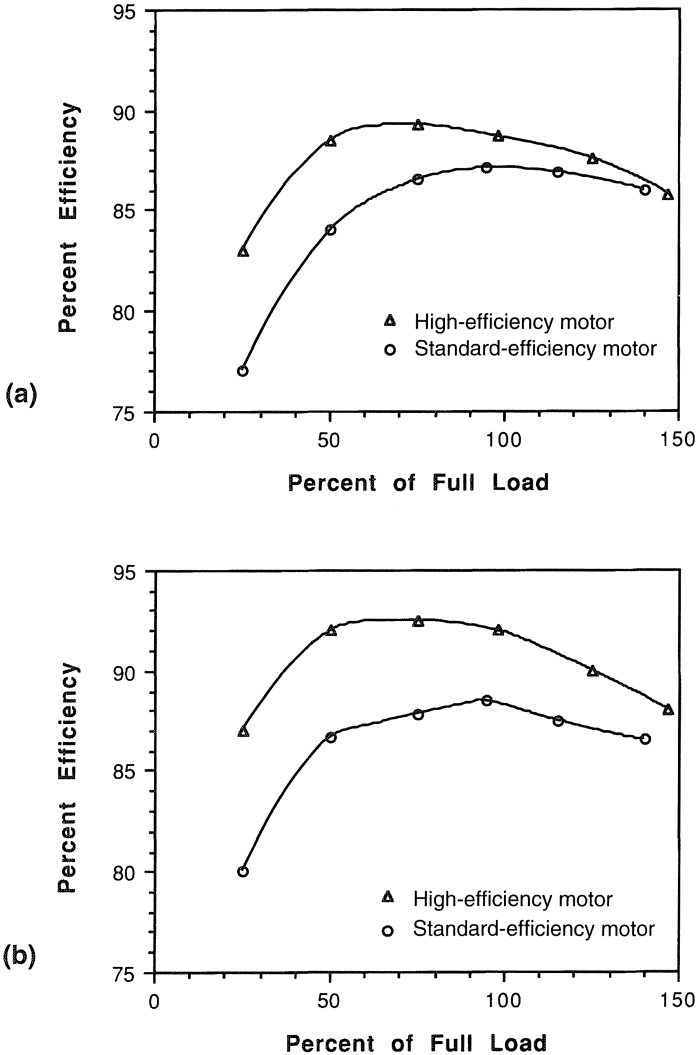 95
90
85
80
75
Percent Efficiency
High-efficiency motor
Standard-efficiency motor
(a)
0 50 100 150
Percent of Full Load
95
90
85
80
75
Percent Efficiency
High-efficiency motor
Standard-efficiency motor
(b)
0 50 100 150
Percent of Full Load